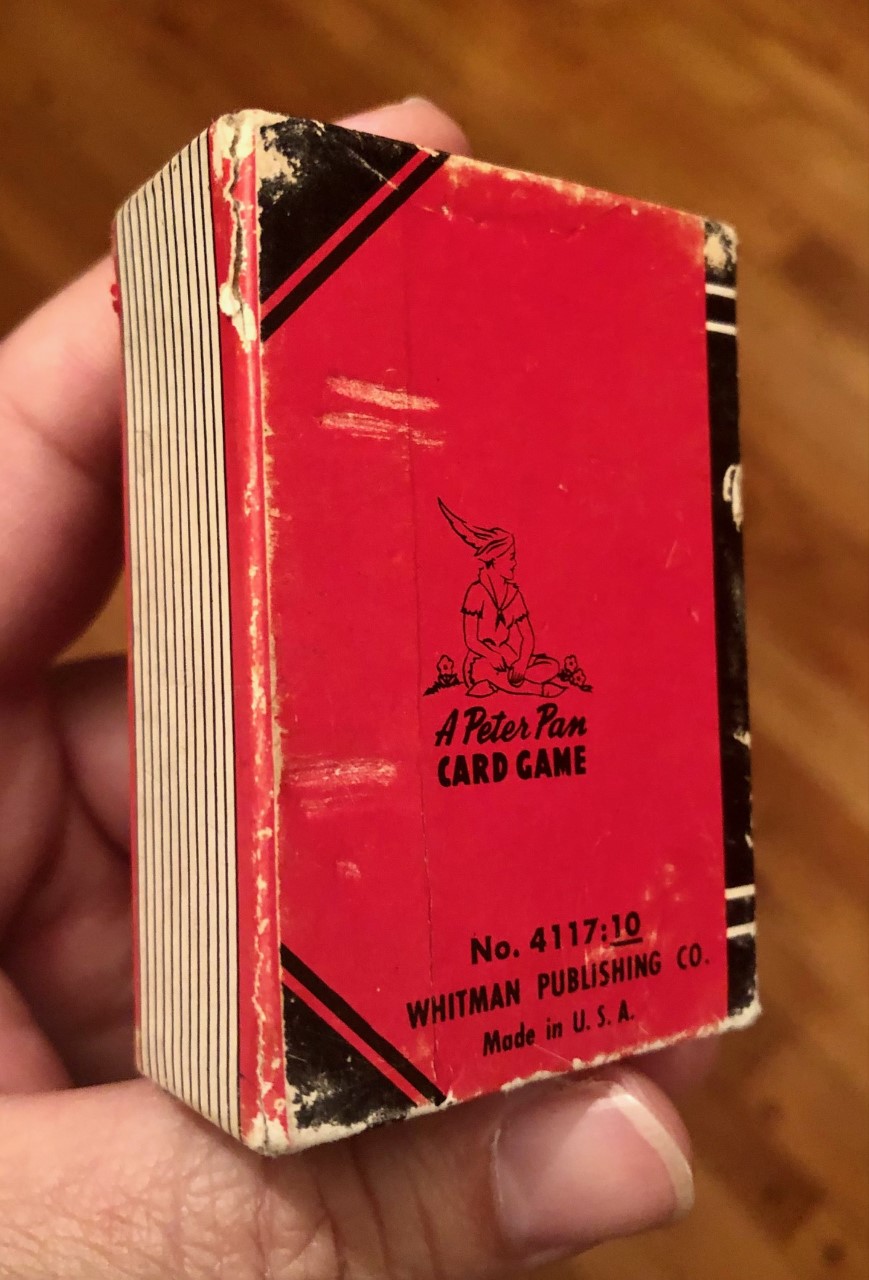 A Peter Pan
CARD GAME
No. 4117:10
WHITMAN PUBLISHING CO.
Made in U. S. A.